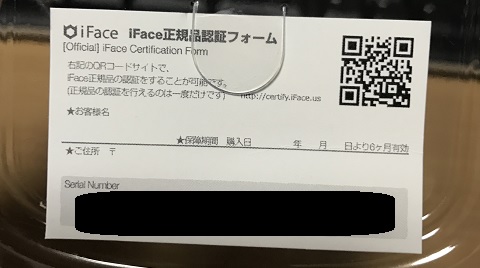 iFace iFace正規品認証フォーム
[Official] iFace Certification Form
右記のQRコードサイトで、
iFace正規品の認証をすることが可能です。
(正規品の認証を行えるのは一度だけです) http://certify.iFace.us
★お客様名
★保障期間 購入日 年 月 日より6ヶ月有効
★ご住所 〒
Serial Number